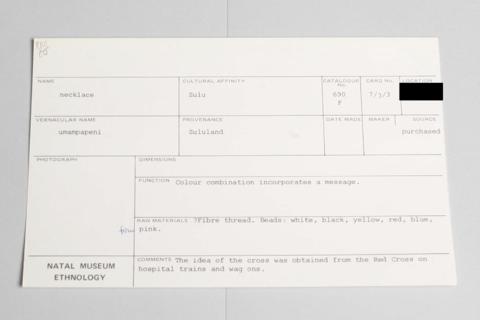 NAME
necklace
CULTURAL AFFINITY
Sulu
CATALOGUE No.
690
F
CARD No.
7/3/3
LOCATION
VERNACULAR NAME
umampapeni
PROVENANCE
Sululand
DATE MADE
MAKER
SOURCE
purchased
PHOTOGRAPH
DIMENSIONS
FUNCTION Colour combination incorporates a message.
RAW MATERIALS ?Fibre thread. Beads: white, black, yellow, red, blue,
pink.
COMMENTS The idea of the cross was obtained from the Red Cross on
hospital trains and wag ons.
NATAL MUSEUM
ETHNOLOGY